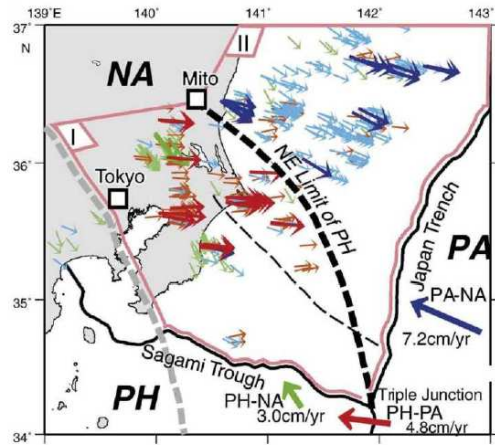 139°E 140° 141° 142° 143°
37°
N
II
NA
Mito
I
36°
NE Limit of PH
Tokyo
Japan Trench
PA
PA-NA
35°
7.2cm/yr
Sagami Trough
PH
PH-NA
3.0cm/yr
Triple Junction
PH-PA
4.8cm/yr
34°